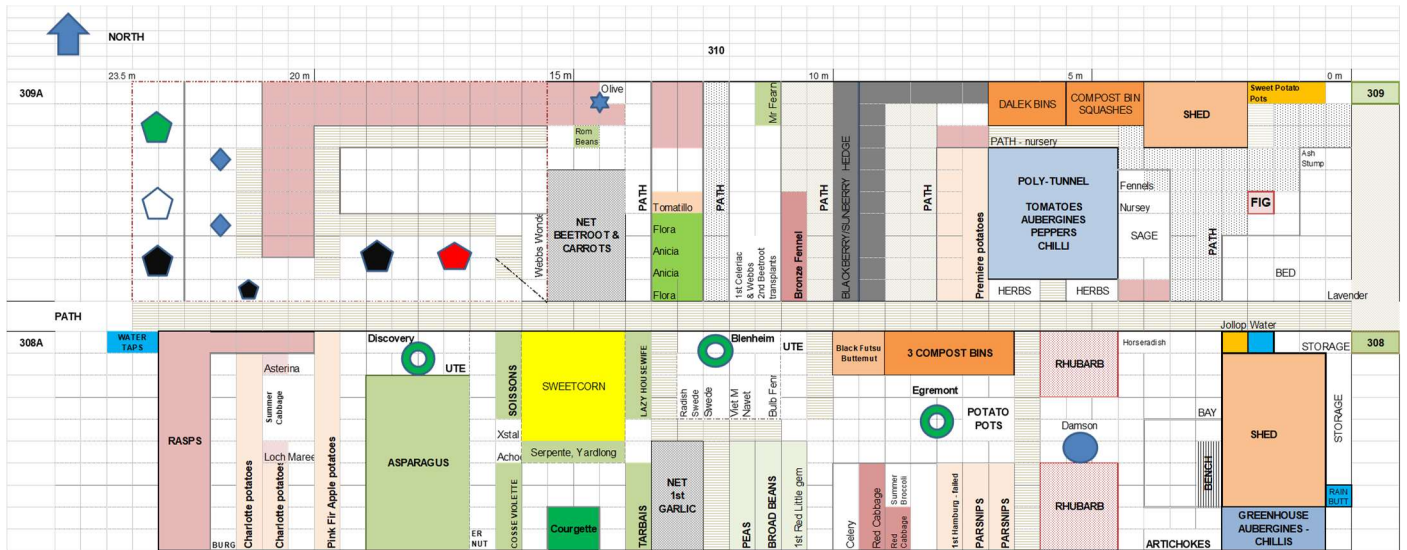 NORTH
310
23.5 m
20 m
15 m
10 m
5 m
0 m
309A
Olive
Mr Fearn
DALEK BINS
COMPOST BIN
SQUASHES
SHED
Sweet Potato
Pots
309
Rom
Beans
PATH - nursery
Ash
Stump
NET
BEETROOT &
CARROTS
Webbs Wonde
PATH
Tomatillo
Flora
Anicia
Anicia
Flora
PATH
1st Celeriac
& Webbs
2nd Beetroot
transplants
Bronze Fennel
PATH
BLACKBERRY/SUNBERRY HEDGE
PATH
Premiere potatoes
POLY-TUNNEL
TOMATOES
AUBERGINES
PEPPERS
CHILLI
Fennels
Nursey
SAGE
PATH
FIG
BED
HERBS
HERBS
Lavender
PATH
308A
WATER
TAPS
RASPS
Asterina
Summer
Cabbage
Loch Maree
BURG
Charlotte potatoes
Charlotte potatoes
Pink Fir Apple potatoes
Discovery
UTE
ASPARAGUS
ER
NUT
SOISSONS
Xstal
Achoc
COSSE VIOLETTE
SWEETCORN
Serpente, Yardlong
Courgette
LAZY HOUSEWIFE
TARBAIS
Blenheim
UTE
Radish
Swede
Swede
Viet M
Navet
Bulb Fenr
NET
1st
GARLIC
PEAS
BROAD BEANS
1st Red Little gem
Black Futsu
Butternut
3 COMPOST BINS
Egremont
POTATO
POTS
Celery
Red Cabbage
Summer
Broccoli
Red
Cabbage
1st Hamburg - failed
PARSNIPS
PARSNIPS
RHUBARB
Damson
RHUBARB
Horseradish
Jollop Water
STORAGE
308
BAY
BENCH
SHED
STORAGE
RAIN
BUTT
ARTICHOKES
GREENHOUSE
AUBERGINES -
CHILLIS